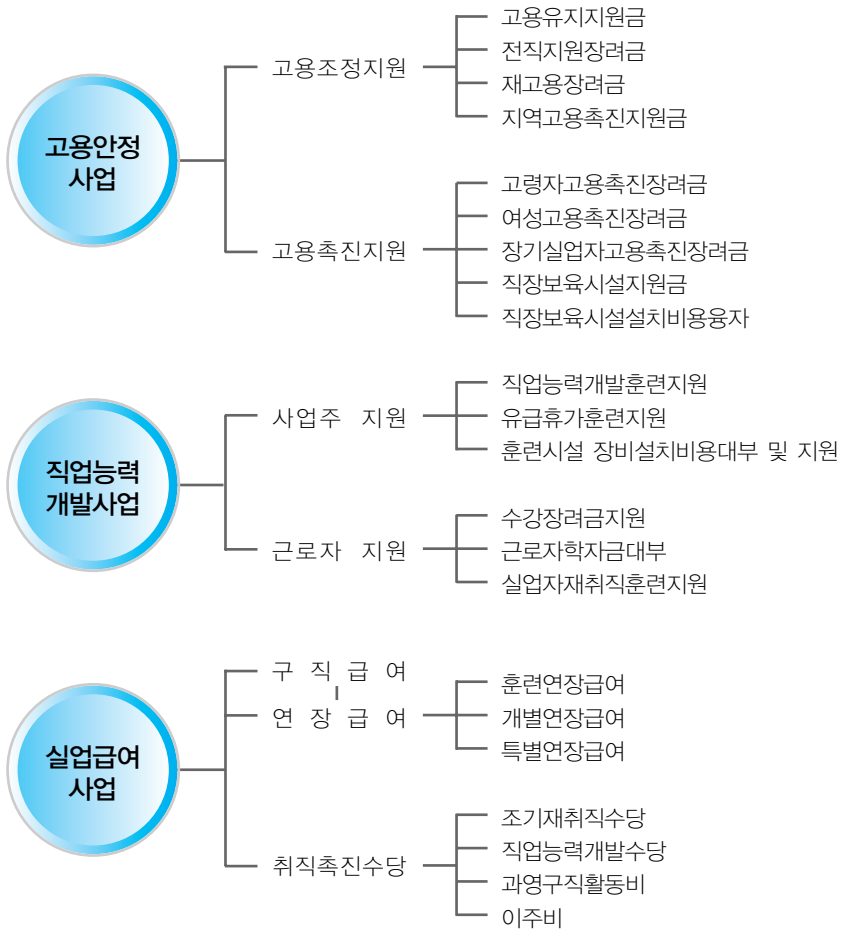 고용안정
사업
고용조정지원
고용유지지원금
전직지원장려금
재고용장려금
지역고용촉진지원금
고용촉진지원
고령자고용촉진장려금
여성고용촉진장려금
장기실업자고용촉진장려금
직장보육시설지원금
직장보육시설설치비용융자
직업능력
개발사업
사업주 지원
직업능력개발훈련지원
유급휴가훈련지원
훈련시설 장비설치비용대부 및 지원
근로자 지원
수강장려금지원
근로자학자금대부
실업자재취직훈련지원
실업급여
사업
구 직 급 여
연 장 급 여
훈련연장급여
개별연장급여
특별연장급여
취직촉진수당
조기재취직수당
직업능력개발수당
과영구직활동비
이주비